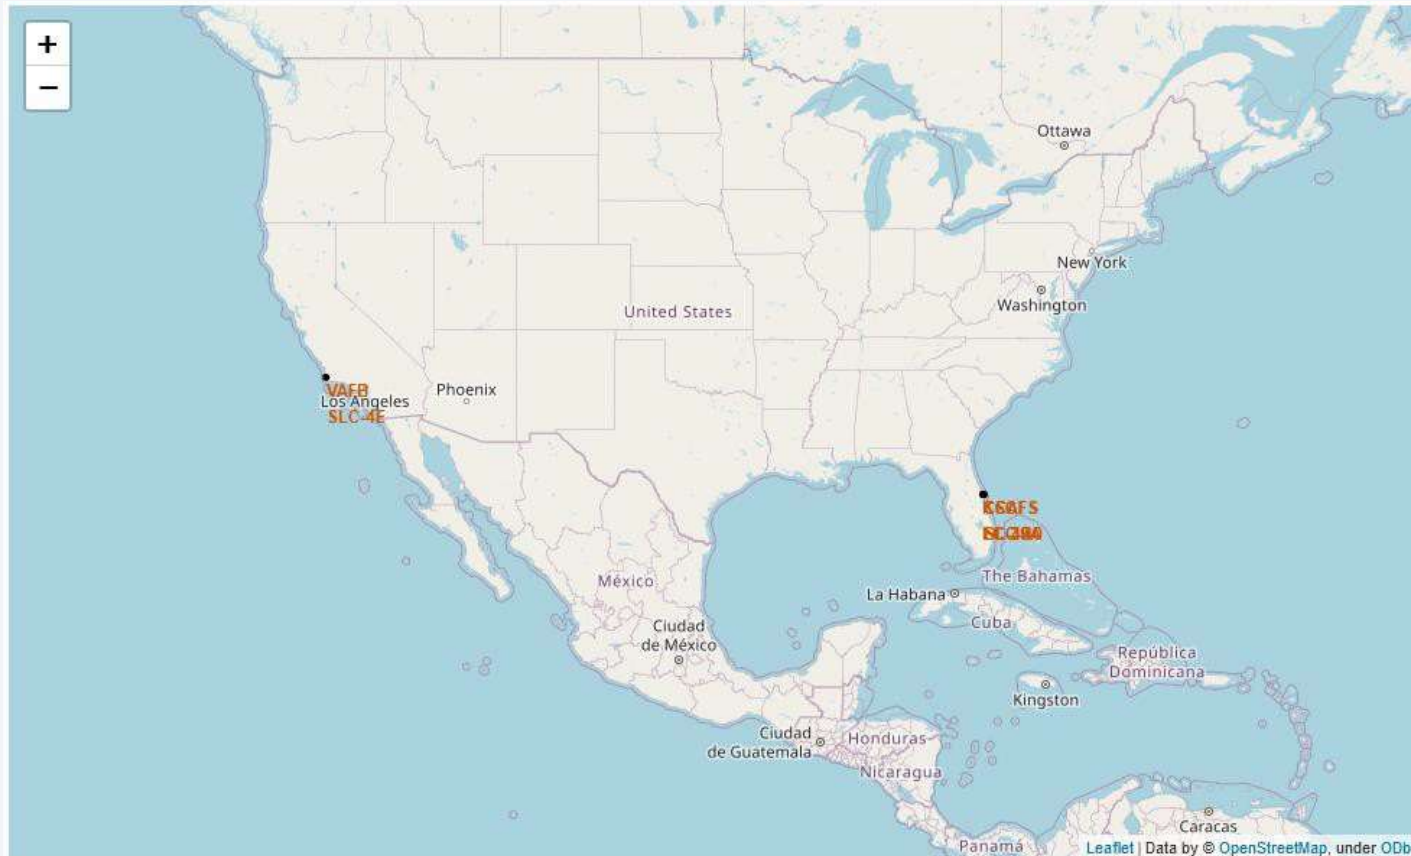 +
−
Ottawa
New York
Washington
United States
Phoenix
VAFB
Los Angeles
SLC-4E
The Bahamas
México
La Habana
Cuba
Ciudad
de México
República
Dominicana
Kingston
Ciudad
de Guatemala
Honduras
Nicaragua
Caracas
Panamá
Leaflet | Data by © OpenStreetMap, under ODb